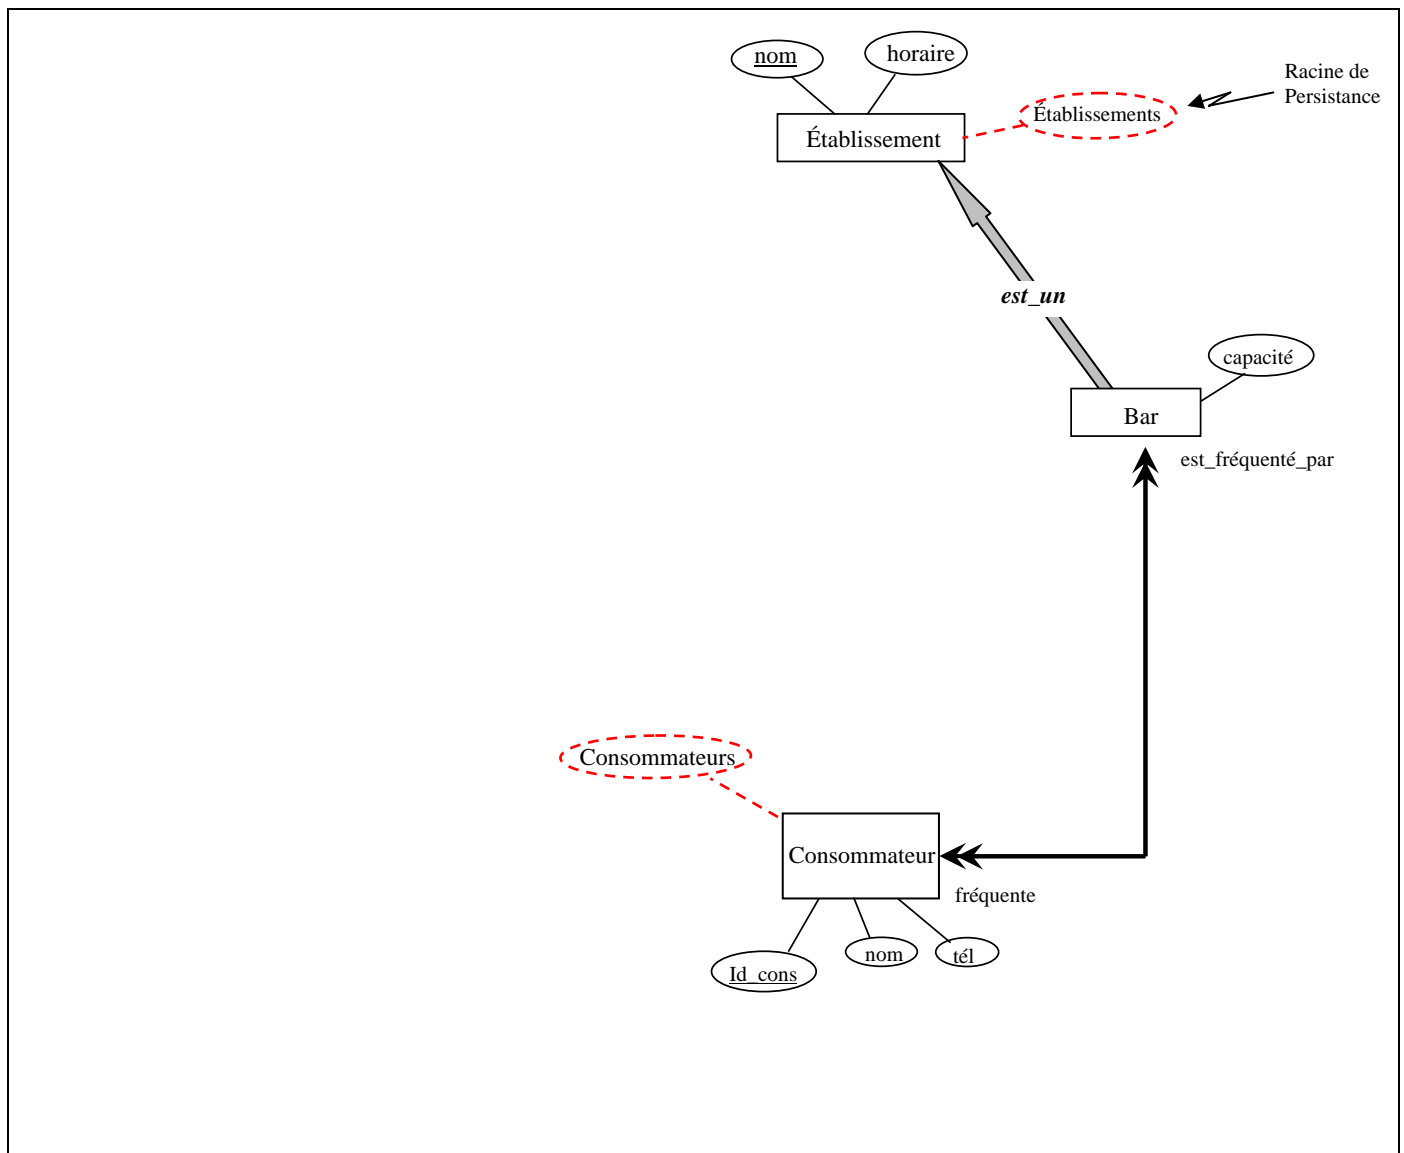 nom
horaire
Racine de
Persistance
Établissements
Établissement
est_un
capacité
Bar
est_fréquenté_par
Consommateurs
Consommateur
fréquente
Id_cons
nom
tél